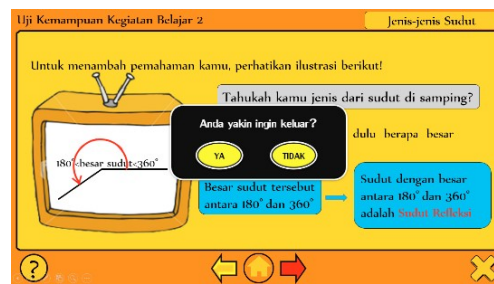 Uji Kemampuan Kegiatan Belajar 2
Jenis-jenis Sudut
Untuk menambah pemahaman kamu, perhatikan ilustrasi berikut!
Tahukah kamu jenis dari sudut di samping?
Anda yakin ingin keluar?
YA
TIDAK
dulu berapa besar
180°<besar sudut<360°
Besar sudut tersebut
antara 180° dan 360°
Sudut dengan besar
antara 180° dan 360°
adalah Sudut Refleksi
?